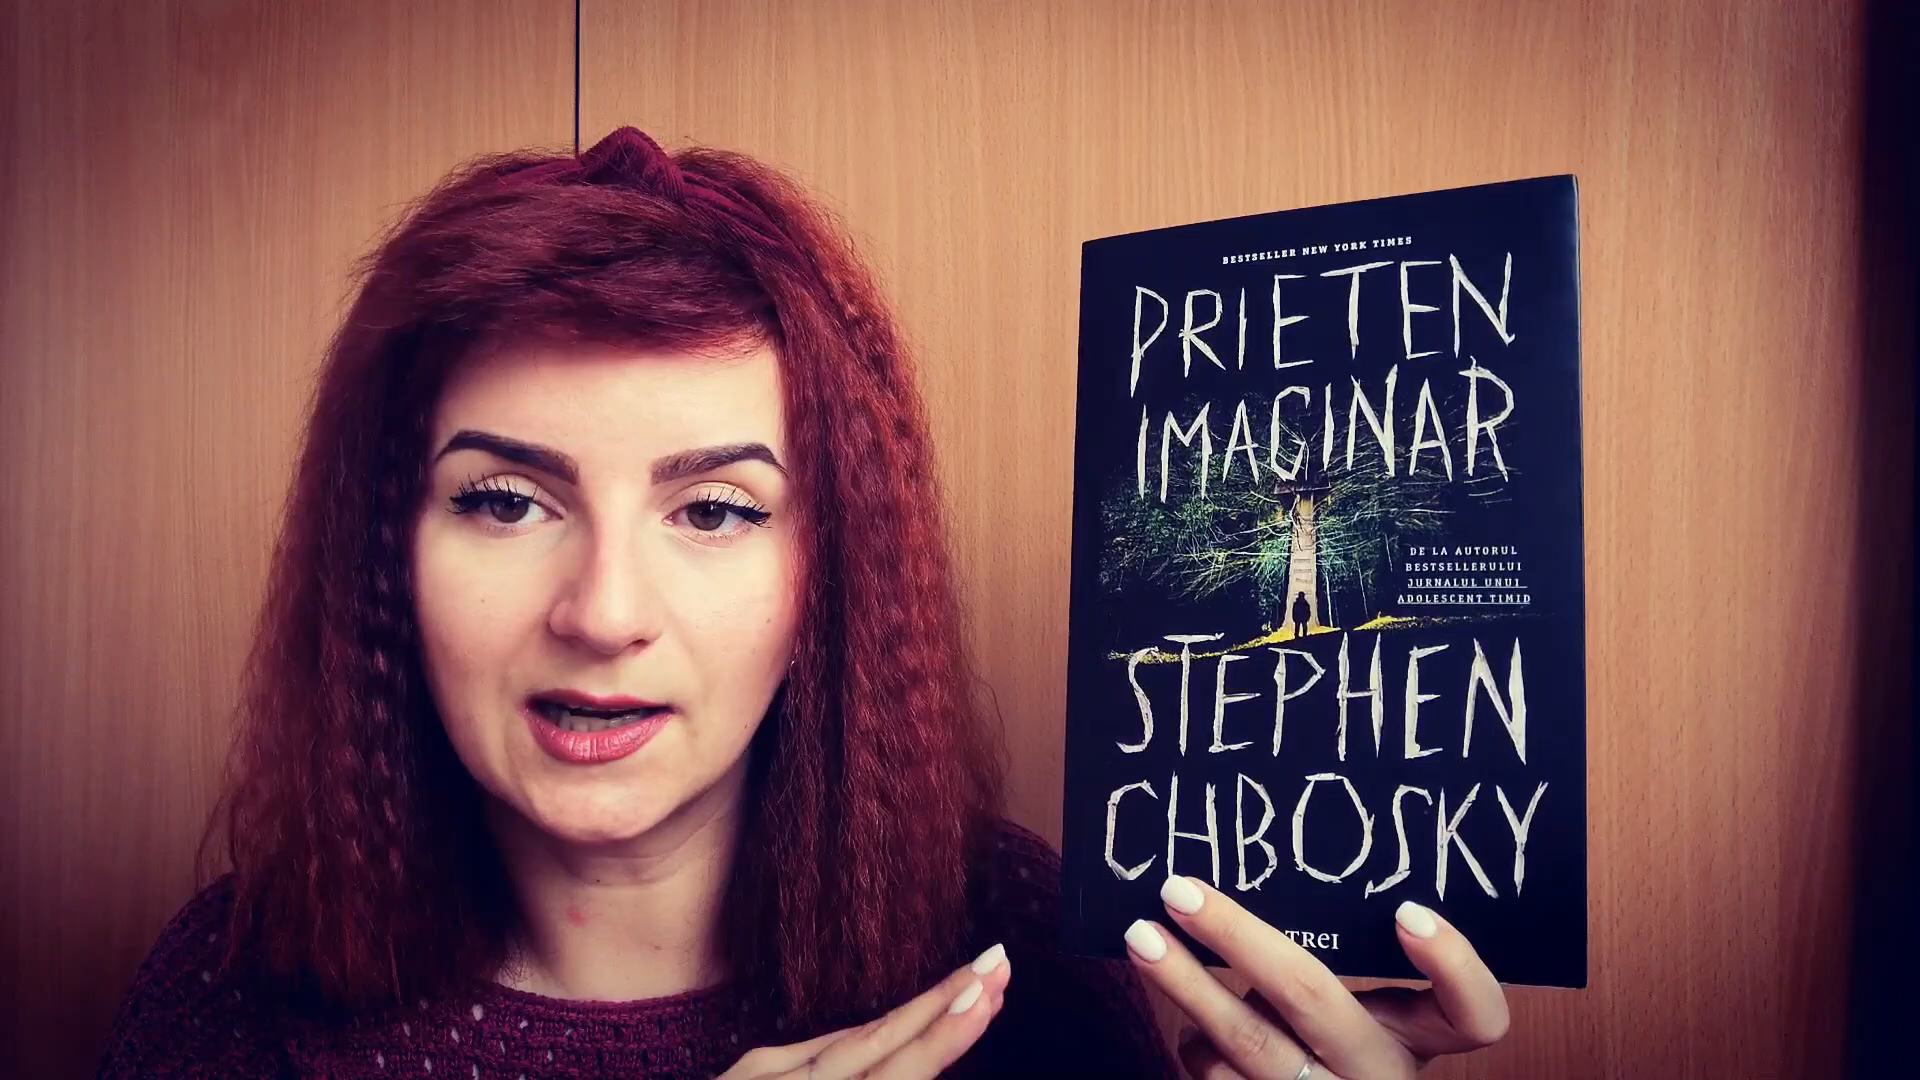 BESTSELLER NEW YORK TIMES
PRIETEN
IMAGINAR
DE LA AUTORUL
BESTSELLERULUI
JURNALUL UNUI
ADOLESCENT TIMID
STEPHEN
CHBOSKY
TREI